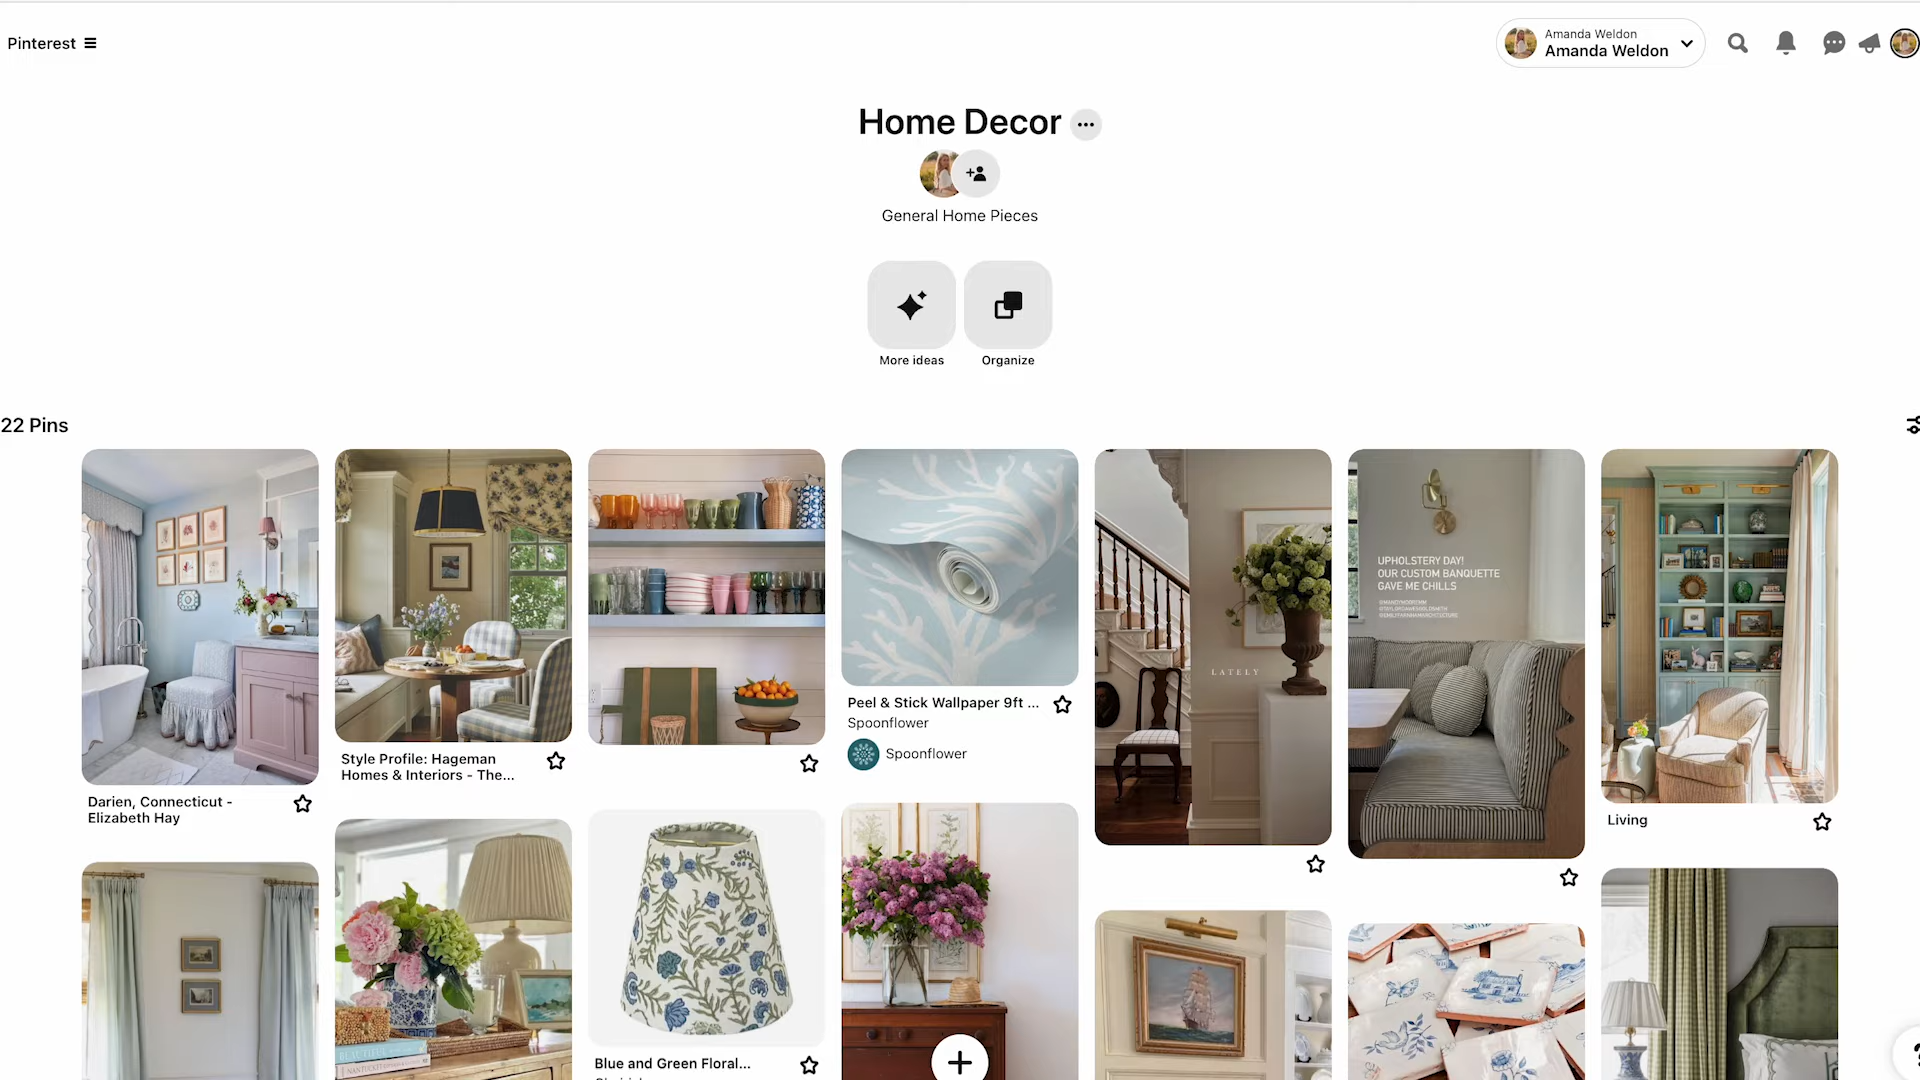 Pinterest
Amanda Weldon
Amanda Weldon
Home Decor
General Home Pieces
More ideas
Organize
22 Pins
UPHOLSTERY DAY!
OUR CUSTOM BANQUETTE
GAVE ME CHILLS
LATELY
Peel & Stick Wallpaper 9ft ...
Spoonflower
Spoonflower
Style Profile: Hageman
Homes & Interiors - The...
Darien, Connecticut -
Elizabeth Hay
Living
BEAUTIFUL
NANTUCKET
Blue and Green Floral...